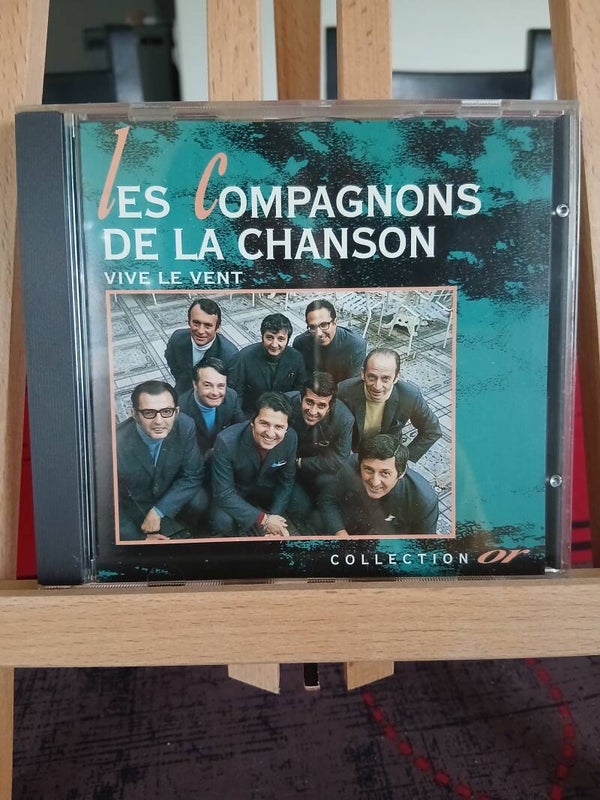 les Compagnons
DE LA CHANSON
VIVE LE VENT
COLLECTION or